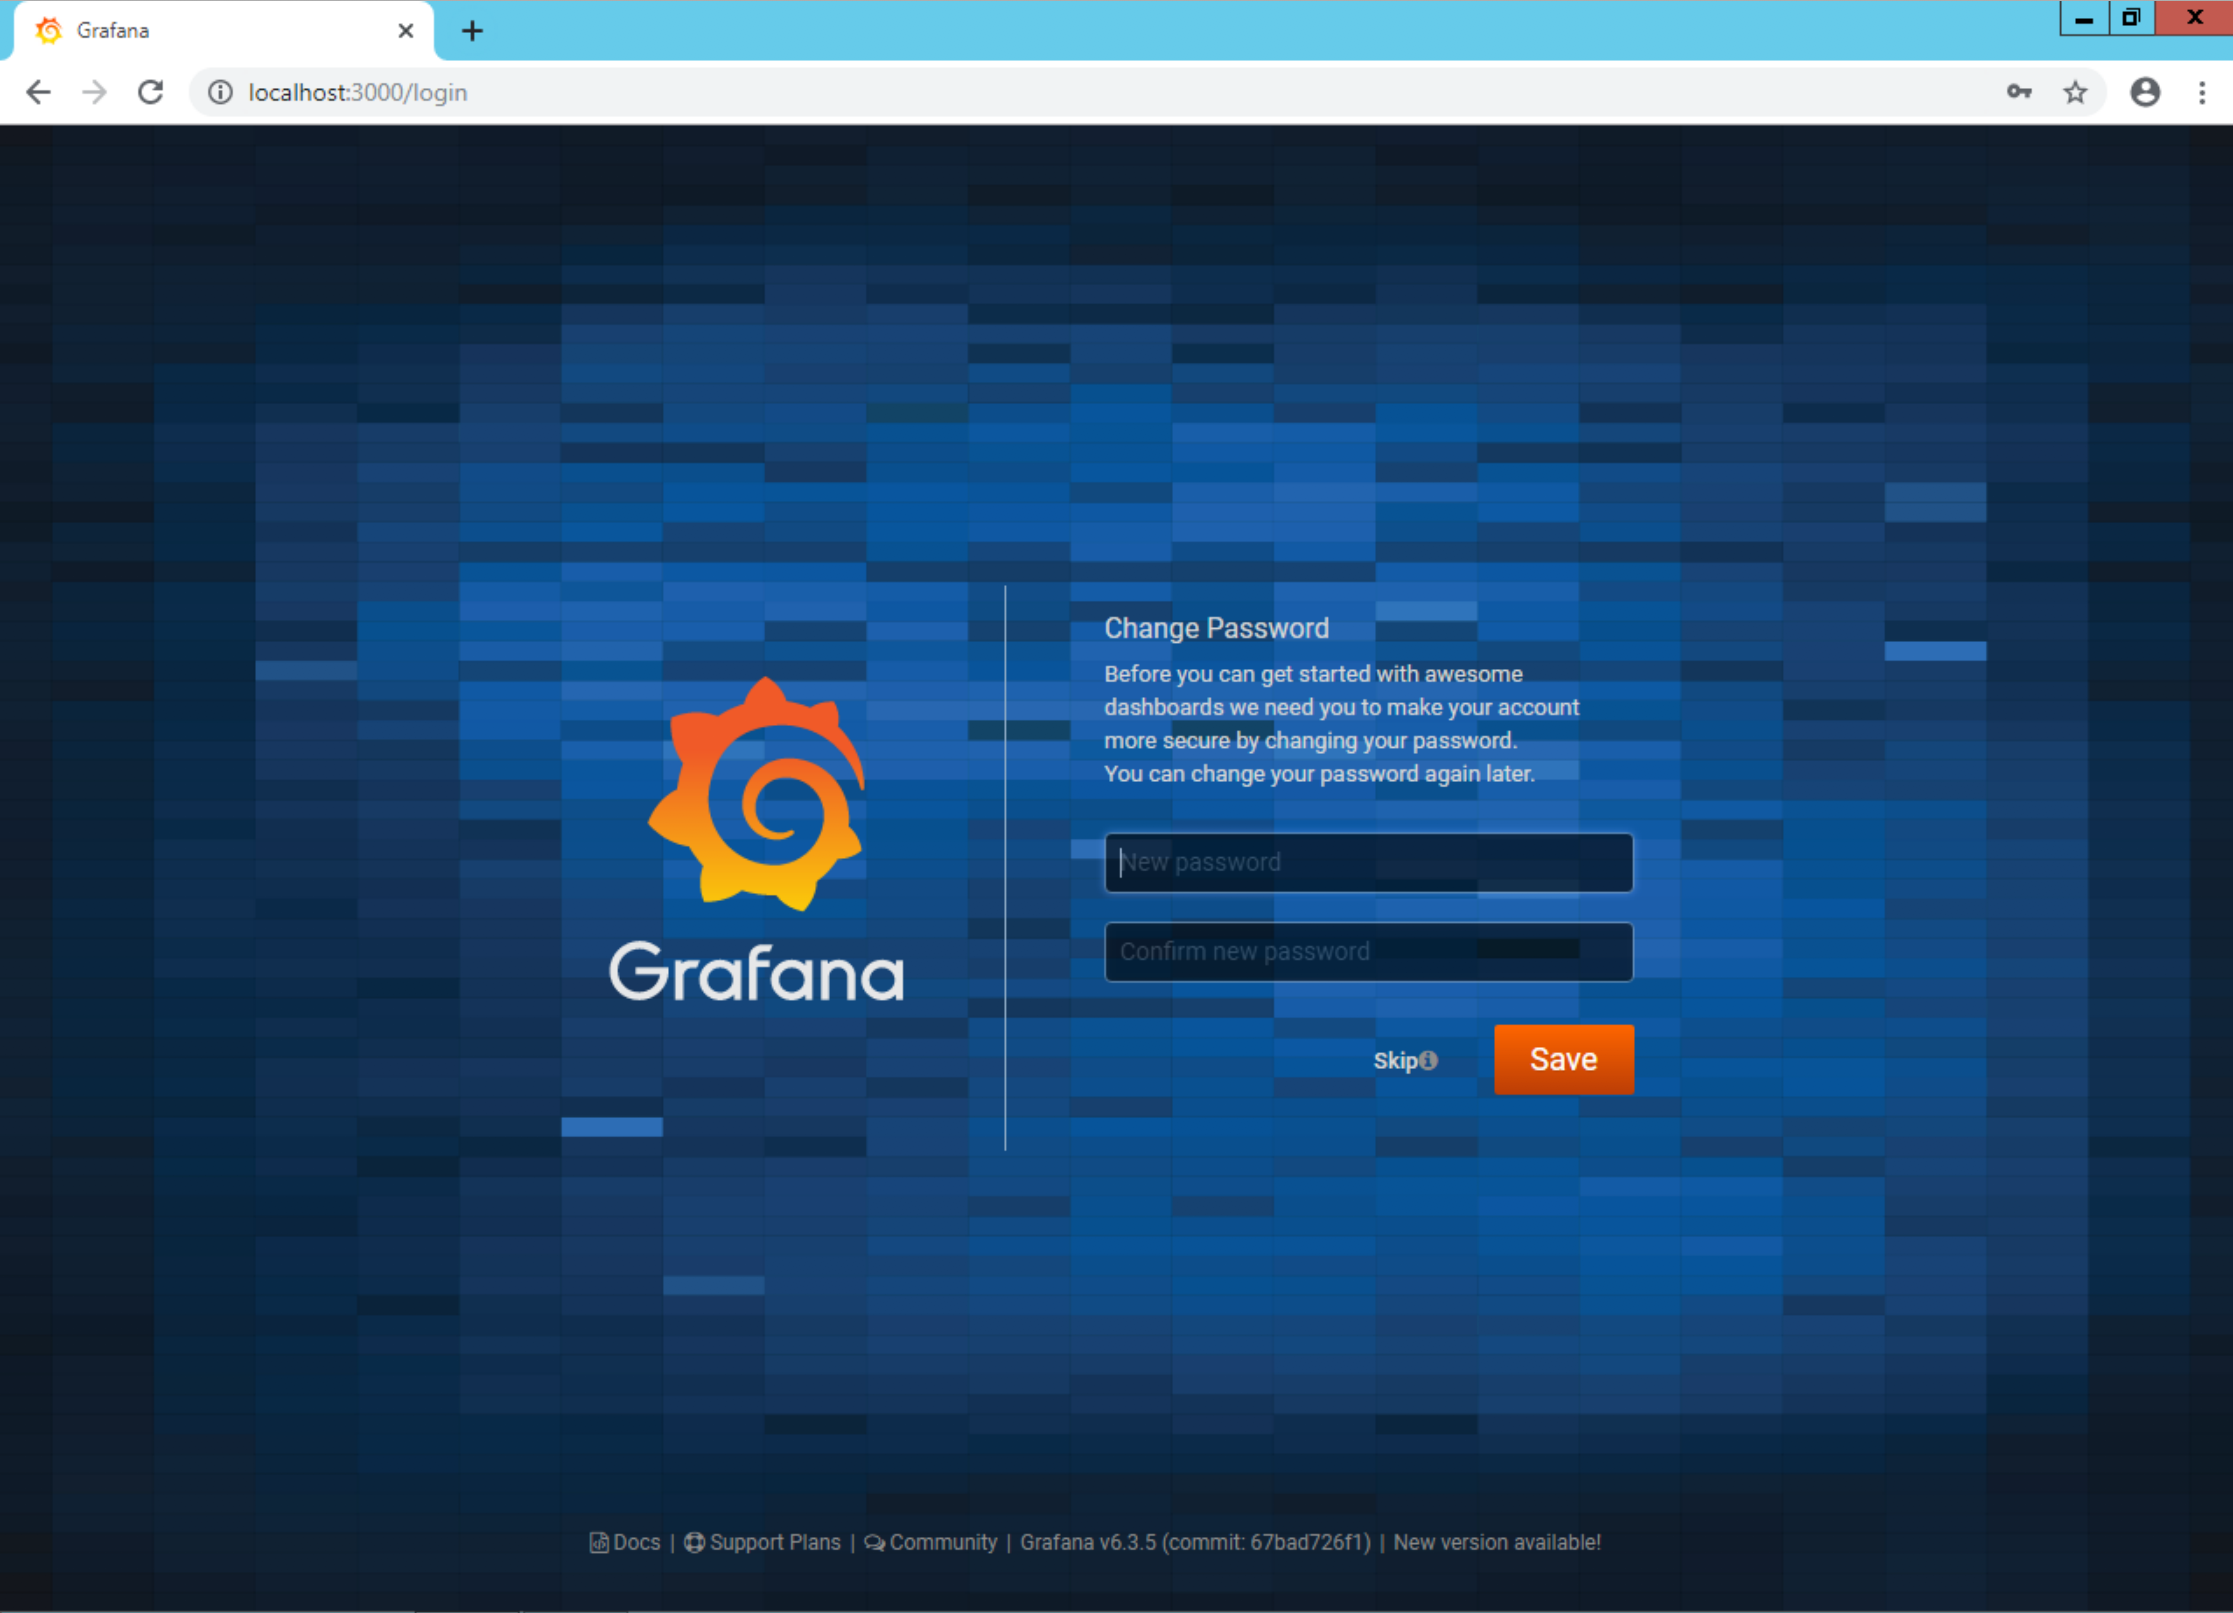 Grafana
localhost:3000/login
Change Password
Before you can get started with awesome
dashboards we need you to make your account
more secure by changing your password.
You can change your password again later.
New password
Confirm new password
Grafana
Skip
Save
Docs | Support Plans | Community | Grafana v6.3.5 (commit: 67bad726f1) | New version available!